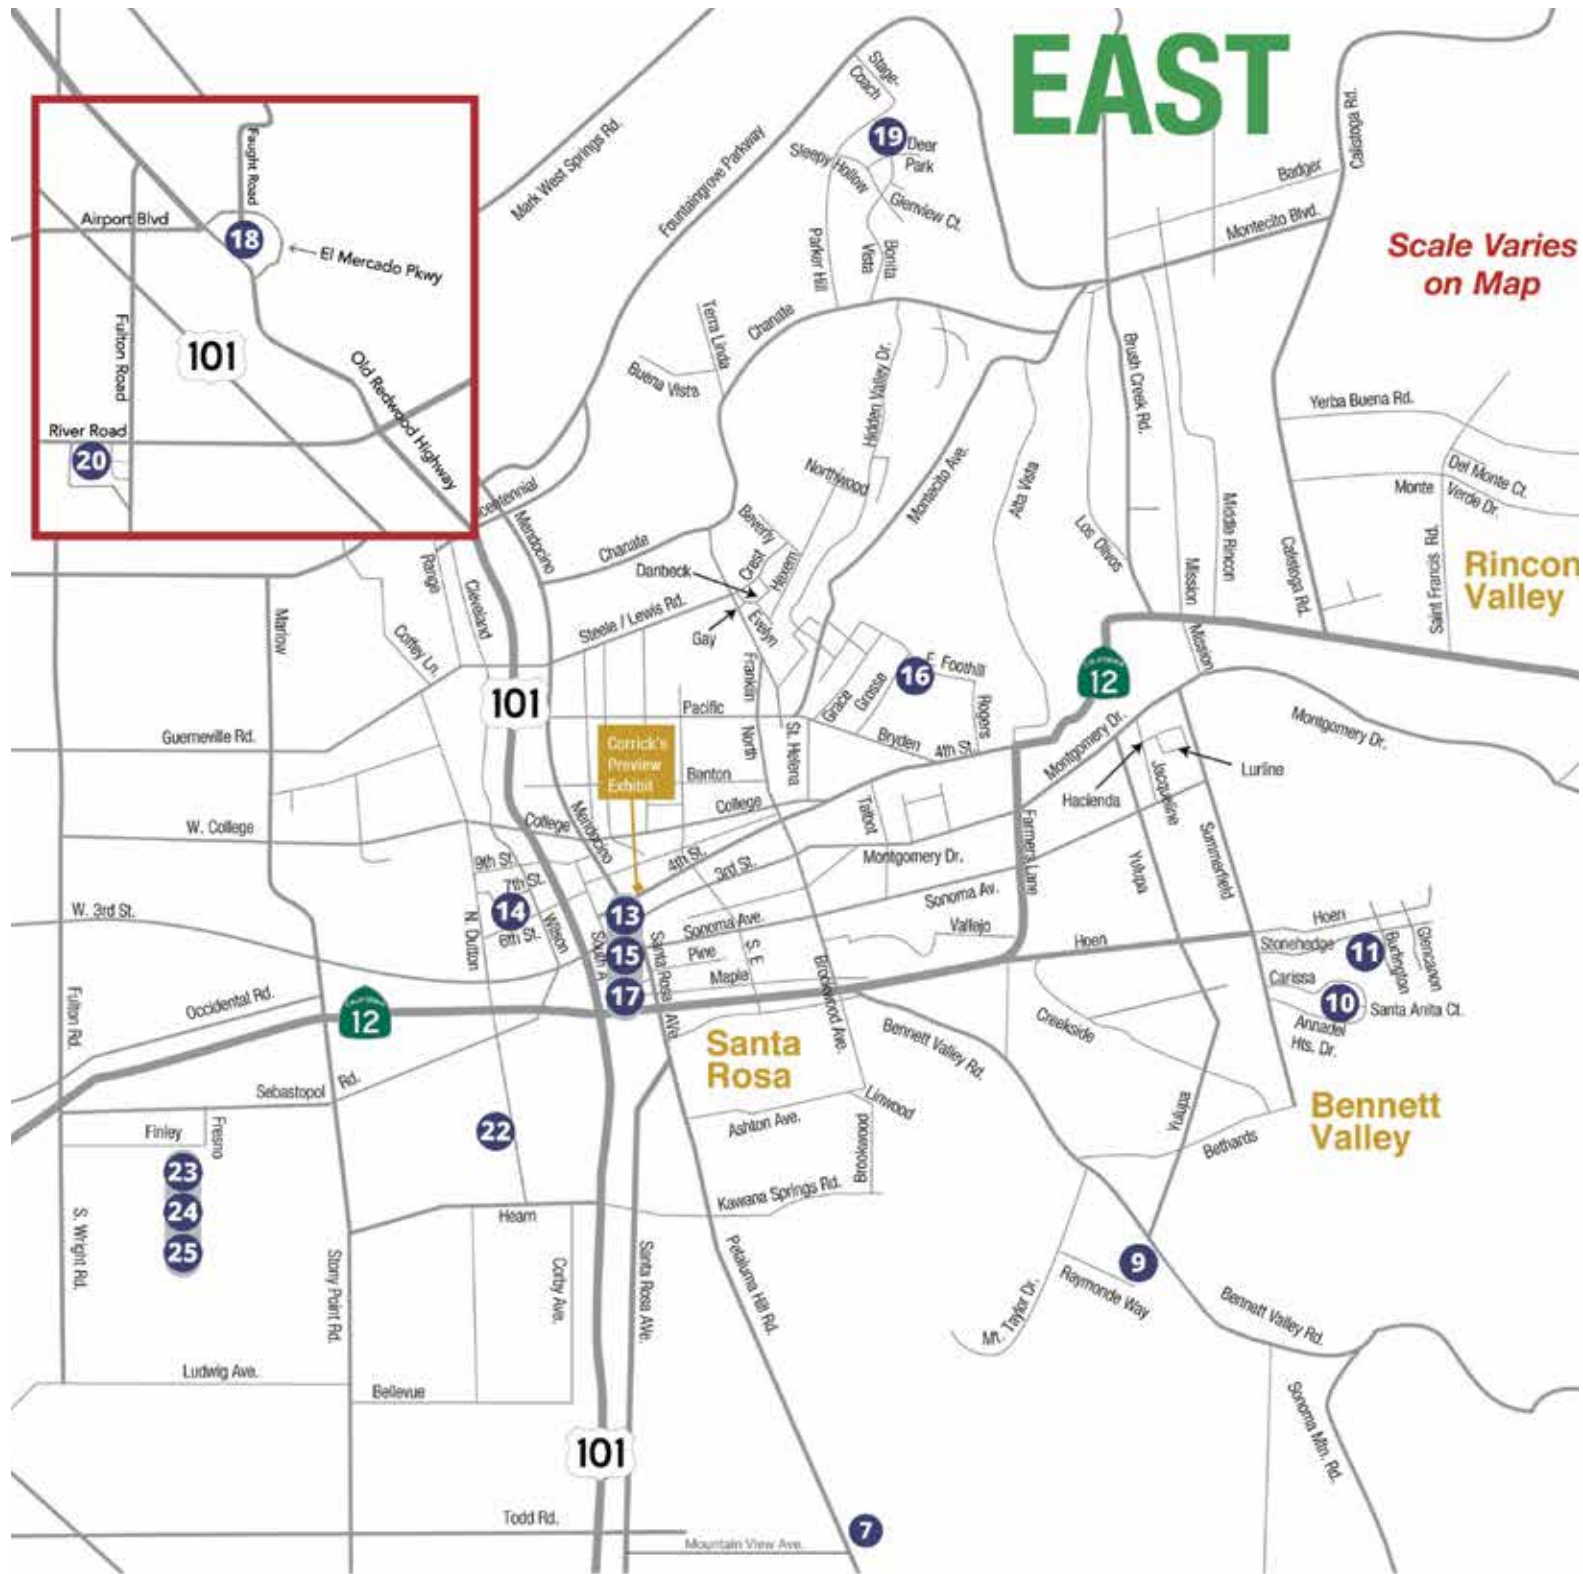 EAST
Scale Varies
on Map
Faught Road
Airport Blvd
18
El Mercado Pkwy
Fulton Road
101
Old Redwood Highway
River Road
20
Mark West Springs Rd.
Fountaingrove Parkway
Stage-
Coach
19
Deer
Park
Sleepy Hollow
Glenview Ct.
Parker Hill
Bonita
Vista
Badger
Calistoga Rd.
Montecito Blvd.
Terra Linda
Chanate
Buena Vista
Hidden Valley Dr.
Brush Creek Rd.
Yerba Buena Rd.
Northwood
Montecito Ave.
Alta Vista
Del Monte Ct.
Monte Verde Dr.
Los Olivos
Middle Rincon
Mission
Calistoga Rd.
Saint Francis Rd.
Rincon
Valley
centennial
Mendocino
Chanate
Beverly
Crest
Hexem
Danbeck
Range
Cleveland
Steele / Lewis Rd.
Gay
Evelyn
Marlow
Coffey Ln.
Franklin
16
E. Foothill
12
Mission
101
Grace
Grosse
Rogers
Pacific
Guerneville Rd.
Corrick's
Preview
Exhibit
North
St. Helena
Bryden
4th St.
Montgomery Dr.
Montgomery Dr.
Lurline
Hacienda
Jacqueline
Benton
College
W. College
College
Mendocino
Talbot
Farmers Lane
Summerfield
Yulupa
9th St.
7th St.
4th St.
3rd St.
Montgomery Dr.
W. 3rd St.
14
13
N. Dutton
6th St.
Wilson
South A
Santa Rosa AVe.
Sonoma Ave.
Sonoma Av.
Vallejo
Hoen
Hoen
Stonehedge
11
Burlington
Glencanon
15
Pine
S. E
Maple
17
Brookwood Ave.
Carissa
10
Santa Anita Ct.
Annadel
Hts. Dr.
Occidental Rd.
Fulton Rd.
12
Creekside
Bennett Valley Rd.
Santa
Rosa
Sebastopol Rd.
Linwood
Yulupa
Bennett
Valley
Finley
Fresno
22
Ashton Ave.
Brookwood
Bethards
23
24
25
Kawana Springs Rd.
S. Wright Rd.
Hearn
Stony Point Rd.
Corby Ave.
Santa Rosa AVe.
Petaluma Hill Rd.
9
Raymonde Way
Mt. Taylor Dr.
Bennett Valley Rd.
Ludwig Ave.
Bellevue
Sonoma Mtn. Rd.
101
Todd Rd.
7
Mountain View Ave.